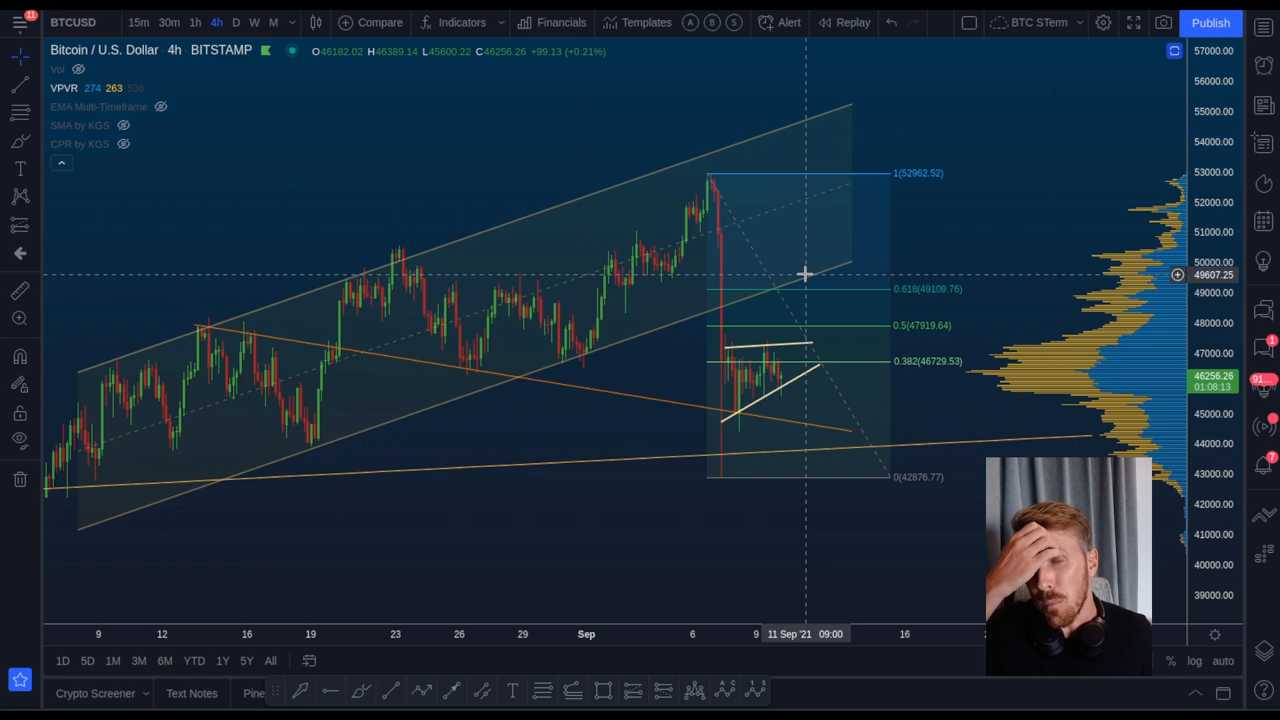 11
BTCUSD 15m 30m 1h 4h D W M Compare Indicators Financials Templates A B S Alert Replay BTC STerm Publish
Bitcoin / U.S. Dollar 4h BITSTAMP O46182.02 H46389.14 L45600.22 C46256.26 +99.13 (+0.21%)
Vol
VPVR 274 263 536
EMA Multi-Timeframe
SMA by KGS
CPR by KGS
57000.00
56000.00
55000.00
54000.00
53000.00
52000.00
50000.00
49607.25
49000.00
48000.00
47000.00
46256.26
01:08:13
45000.00
44000.00
43000.00
42000.00
41000.00
40000.00
39000.00
1(52962.52)
0.618(49109.76)
0.5(47919.64)
0.382(46729.53)
0(42876.77)
1
91...
7
9 12 16 19 23 26 29 Sep 6 9 11 Sep '21 09:00 16
1D 5D 1M 3M 6M YTD 1Y 5Y All % log auto
Crypto Screener Text Notes Pine